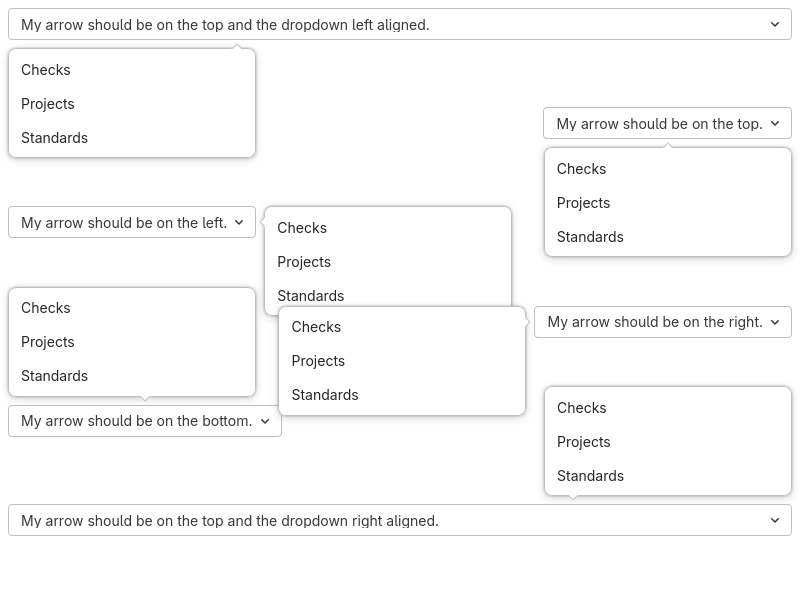 My arrow should be on the top and the dropdown left aligned.
Checks
Projects
Standards
My arrow should be on the top.
Checks
Projects
Standards
My arrow should be on the left.
Checks
Projects
Standards
Checks
Projects
Standards
My arrow should be on the bottom.
My arrow should be on the right.
Checks
Projects
Standards
Checks
Projects
Standards
My arrow should be on the top and the dropdown right aligned.